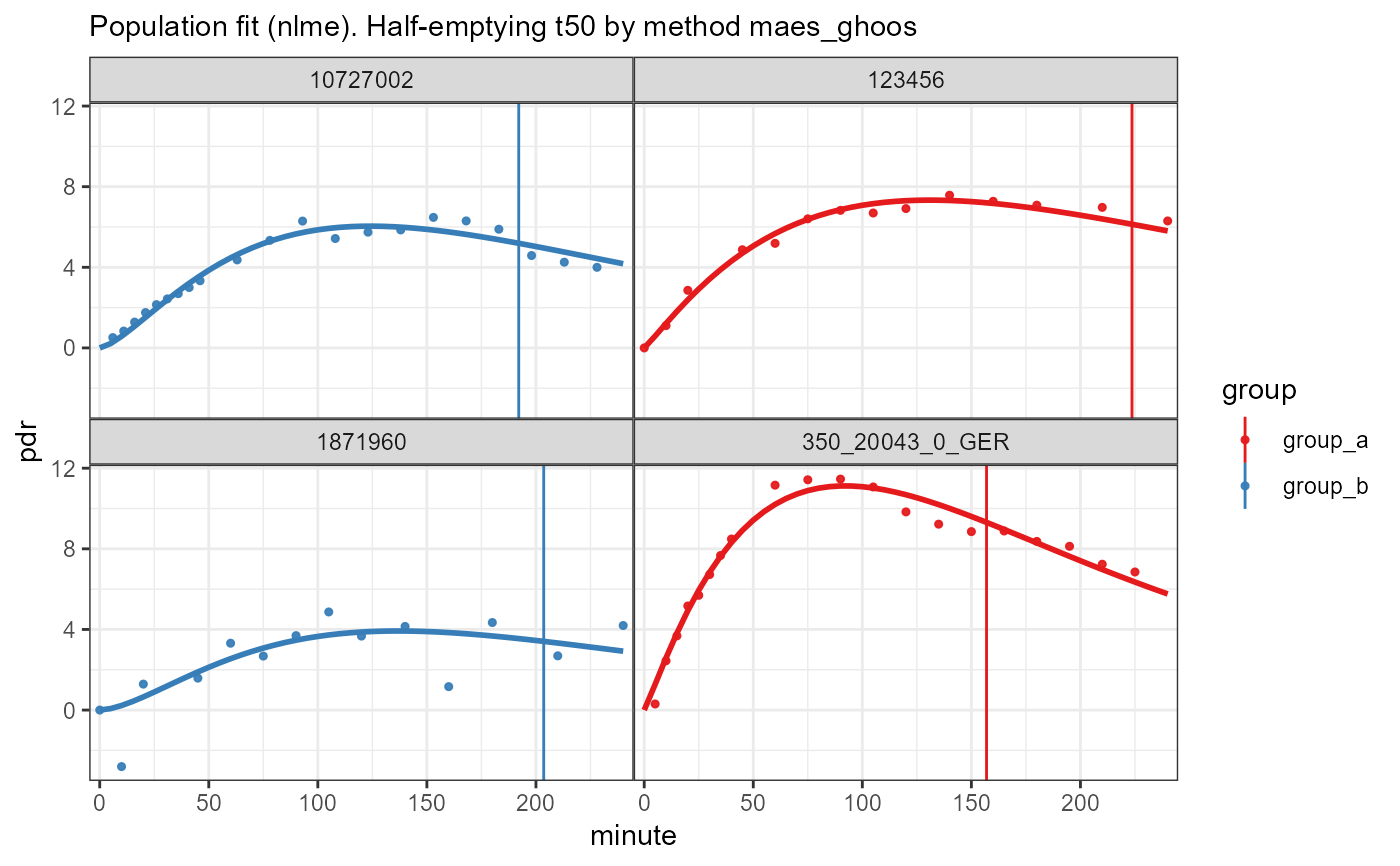 Population fit (nlme). Half-emptying t50 by method maes_ghoos
10727002
123456
12
8
4
0
1871960
350_20043_0_GER
12
8
4
0
0 50 100 150 200
0 50 100 150 200
minute
pdr
group
group_a
group_b